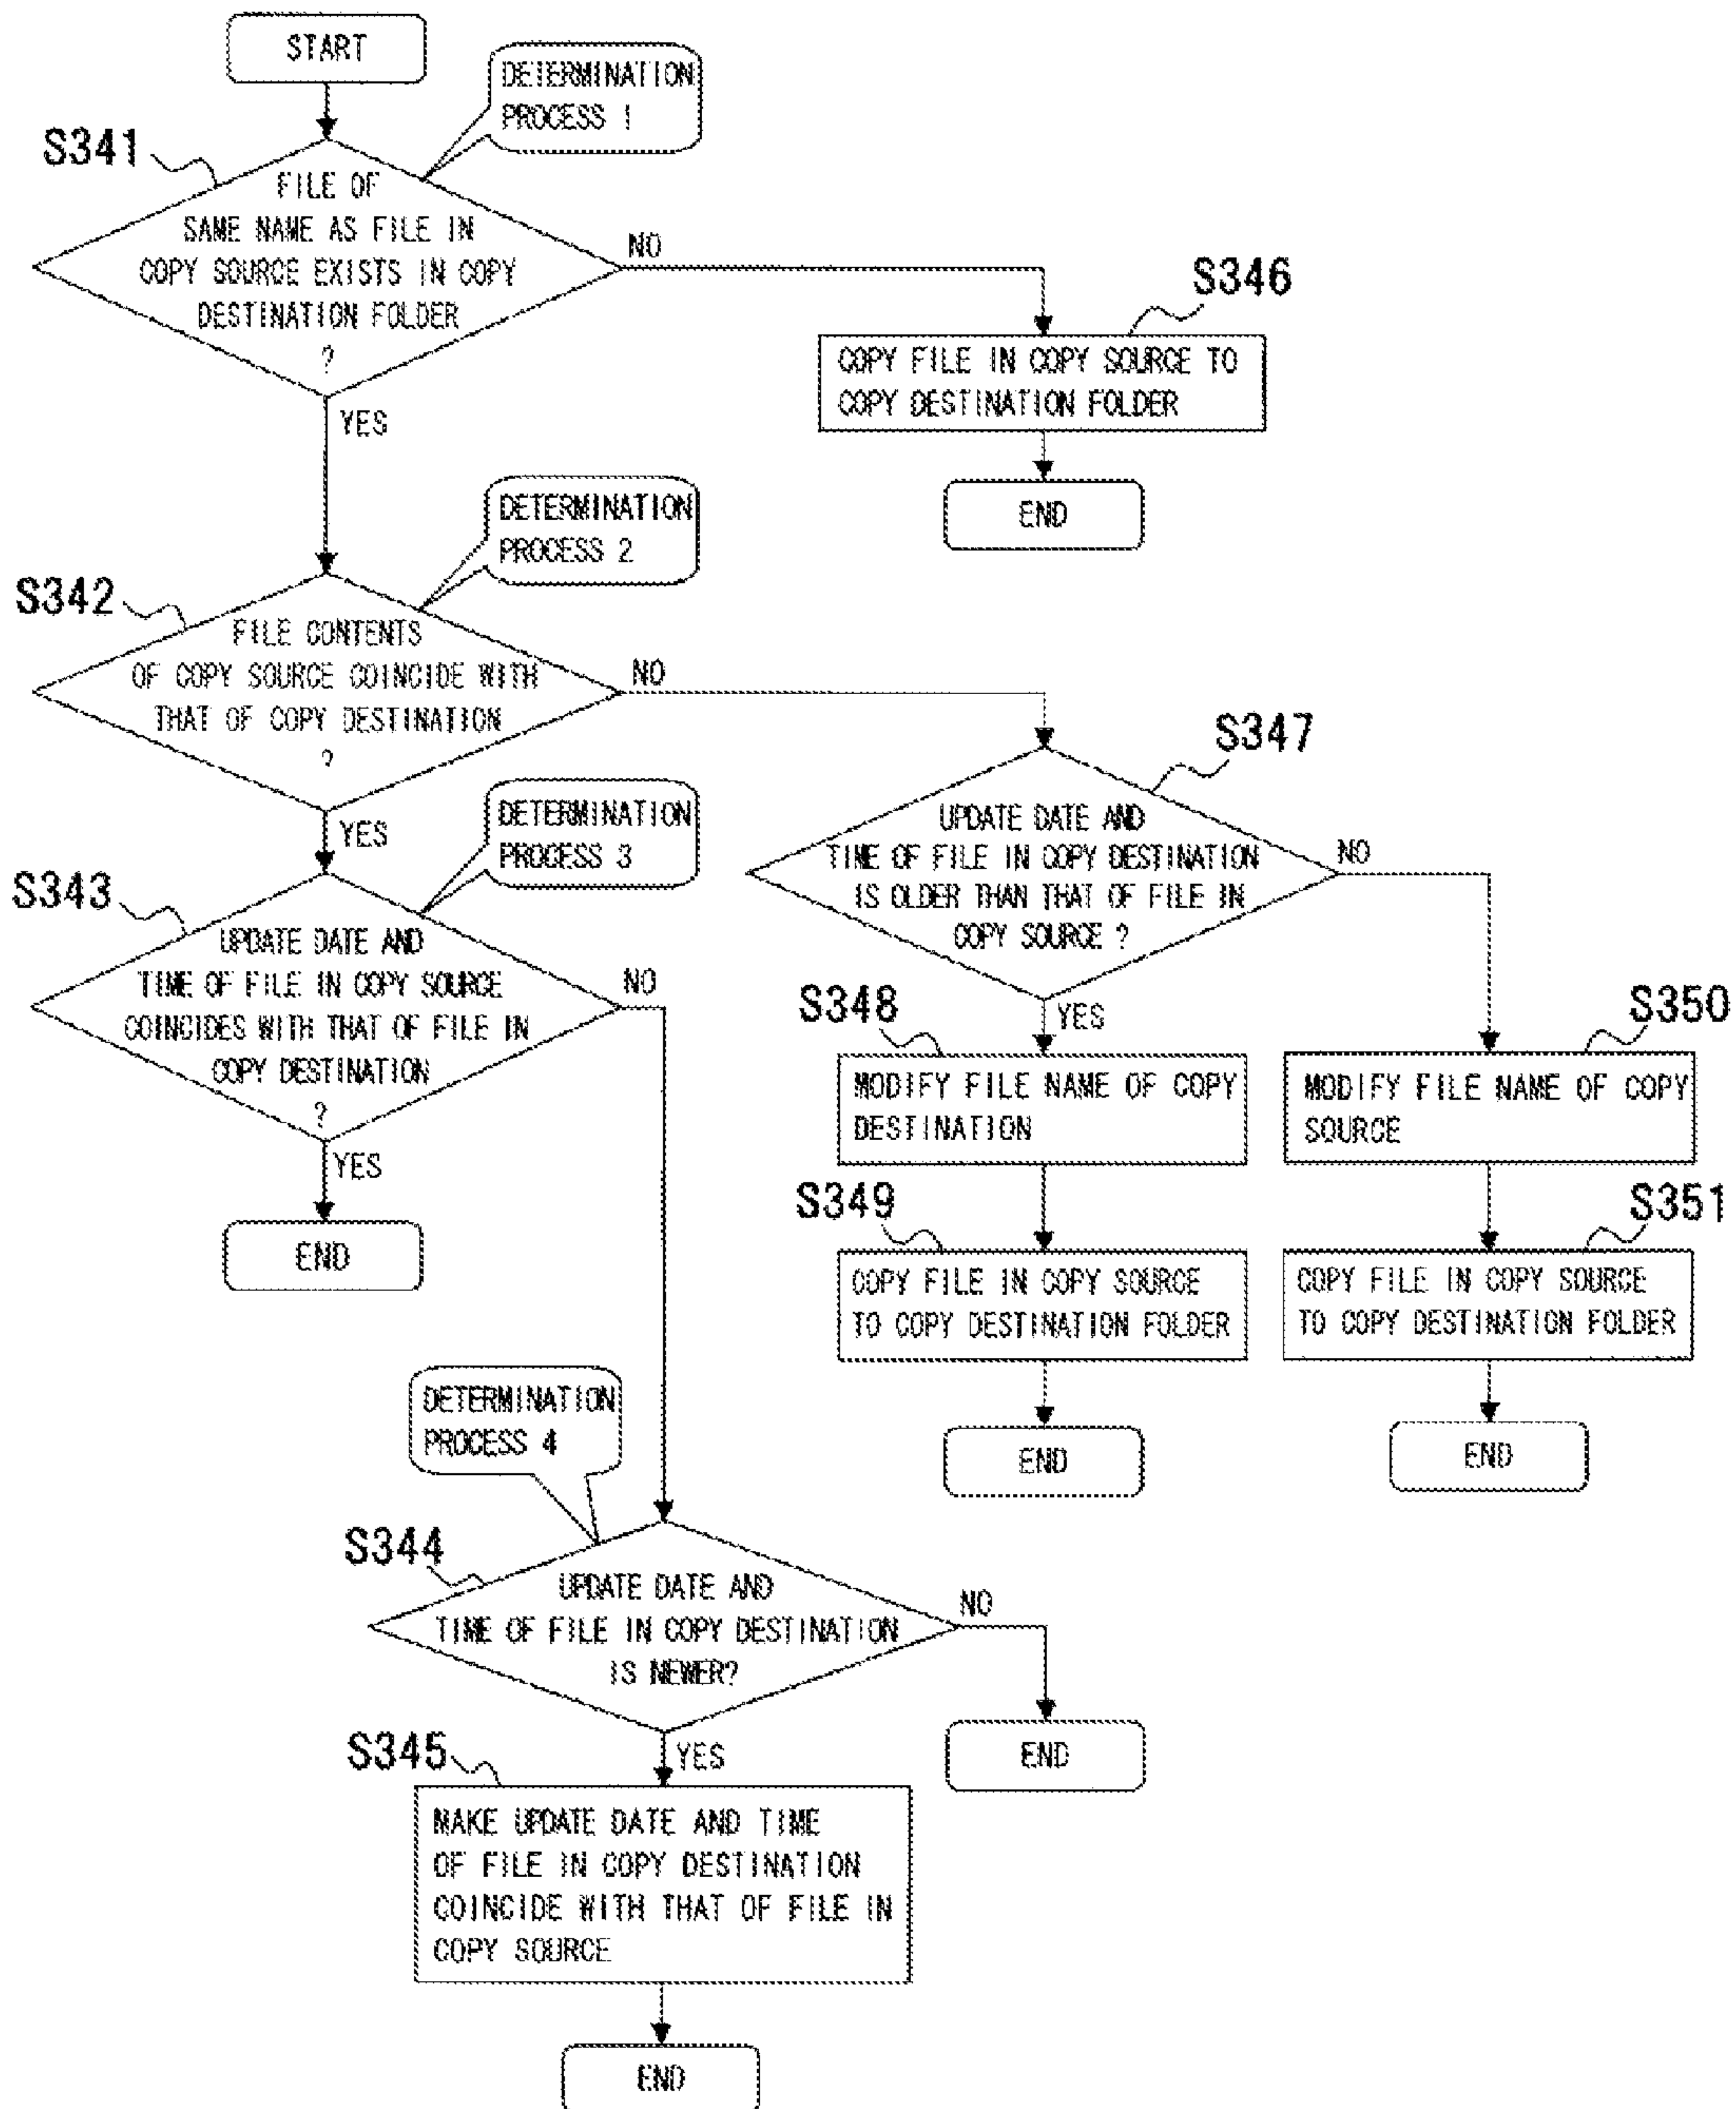 START
DETERMINATION
PROCESS 1
S341
FILE OF
SAME NAME AS FILE IN
COPY SOURCE EXISTS IN COPY
DESTINATION FOLDER
?
NO
YES
S346
COPY FILE IN COPY SOURCE TO
COPY DESTINATION FOLDER
END
DETERMINATION
PROCESS 2
S342
FILE CONTENTS
OF COPY SOURCE COINCIDE WITH
THAT OF COPY DESTINATION
?
NO
YES
DETERMINATION
PROCESS 3
S343
UPDATE DATE AND
TIME OF FILE IN COPY SOURCE
COINCIDES WITH THAT OF FILE IN
COPY DESTINATION
?
NO
YES
END
S347
UPDATE DATE AND
TIME OF FILE IN COPY DESTINATION
IS OLDER THAN THAT OF FILE IN
COPY SOURCE ?
NO
YES
S348
MODIFY FILE NAME OF COPY
DESTINATION
S349
COPY FILE IN COPY SOURCE
TO COPY DESTINATION FOLDER
END
S350
MODIFY FILE NAME OF COPY
SOURCE
S351
COPY FILE IN COPY SOURCE
TO COPY DESTINATION FOLDER
END
DETERMINATION
PROCESS 4
S344
UPDATE DATE AND
TIME OF FILE IN COPY DESTINATION
IS NEWER?
NO
END
YES
S345
MAKE UPDATE DATE AND TIME
OF FILE IN COPY DESTINATION
COINCIDE WITH THAT OF FILE IN
COPY SOURCE
END